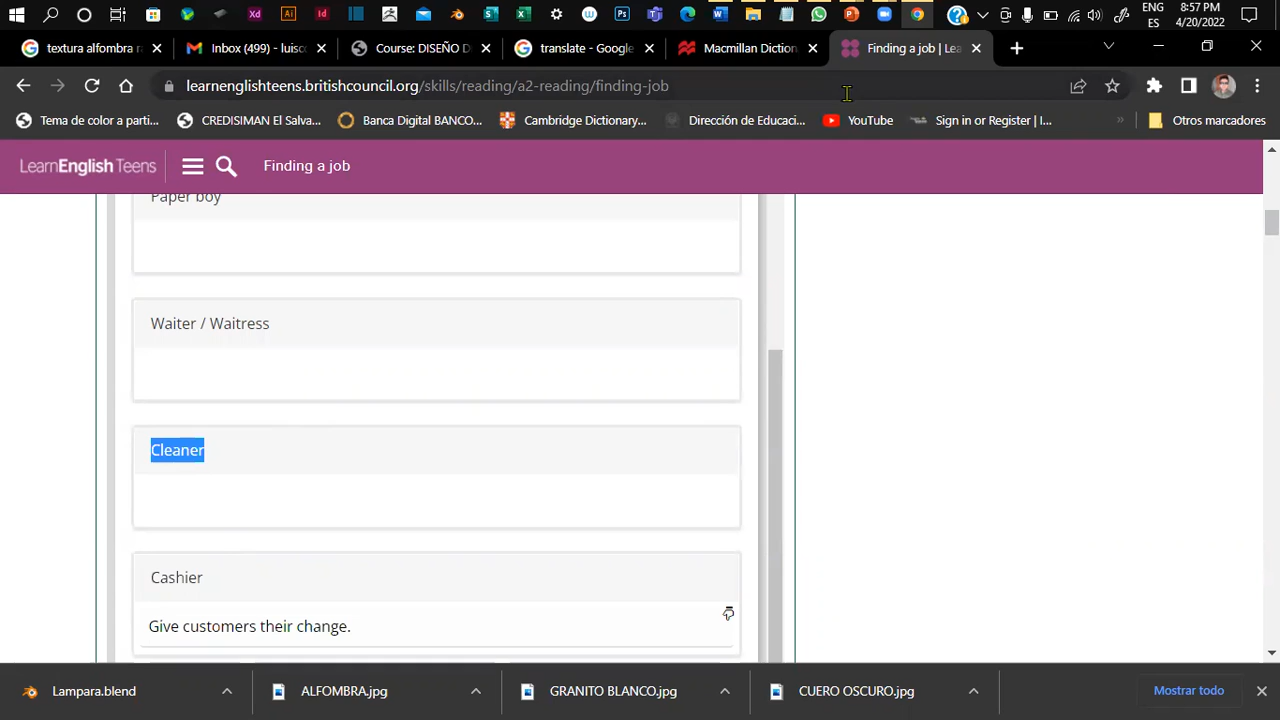 8:57 PM
ENG
ES
4/20/2022
textura alfombra ra
Inbox (499) - luisco
Course: DISEÑO D
translate - Google
Macmillan Diction
Finding a job | Lea
learnenglishteens.britishcouncil.org/skills/reading/a2-reading/finding-job
Tema de color a parti...
CREDISIMAN El Salva...
Banca Digital BANCO...
Cambridge Dictionary...
Dirección de Educaci...
YouTube
Sign in or Register | I...
»
Otros marcadores
LearnEnglish Teens
Finding a job
Paper boy
Waiter / Waitress
Cleaner
Cashier
Give customers their change.
Lampara.blend
ALFOMBRA.jpg
GRANITO BLANCO.jpg
CUERO OSCURO.jpg
Mostrar todo